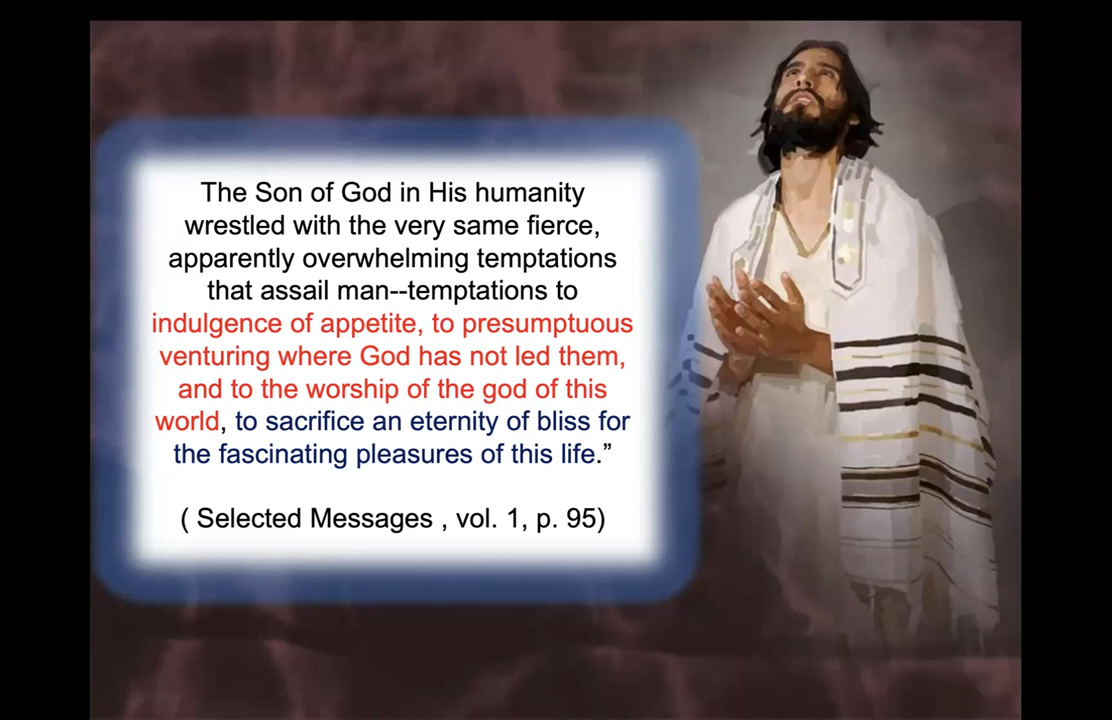 The Son of God in His humanity
wrestled with the very same fierce,
apparently overwhelming temptations
that assail man--temptations to
indulgence of appetite, to presumptuous
venturing where God has not led them,
and to the worship of the god of this
world, to sacrifice an eternity of bliss for
the fascinating pleasures of this life.”
( Selected Messages , vol. 1, p. 95)